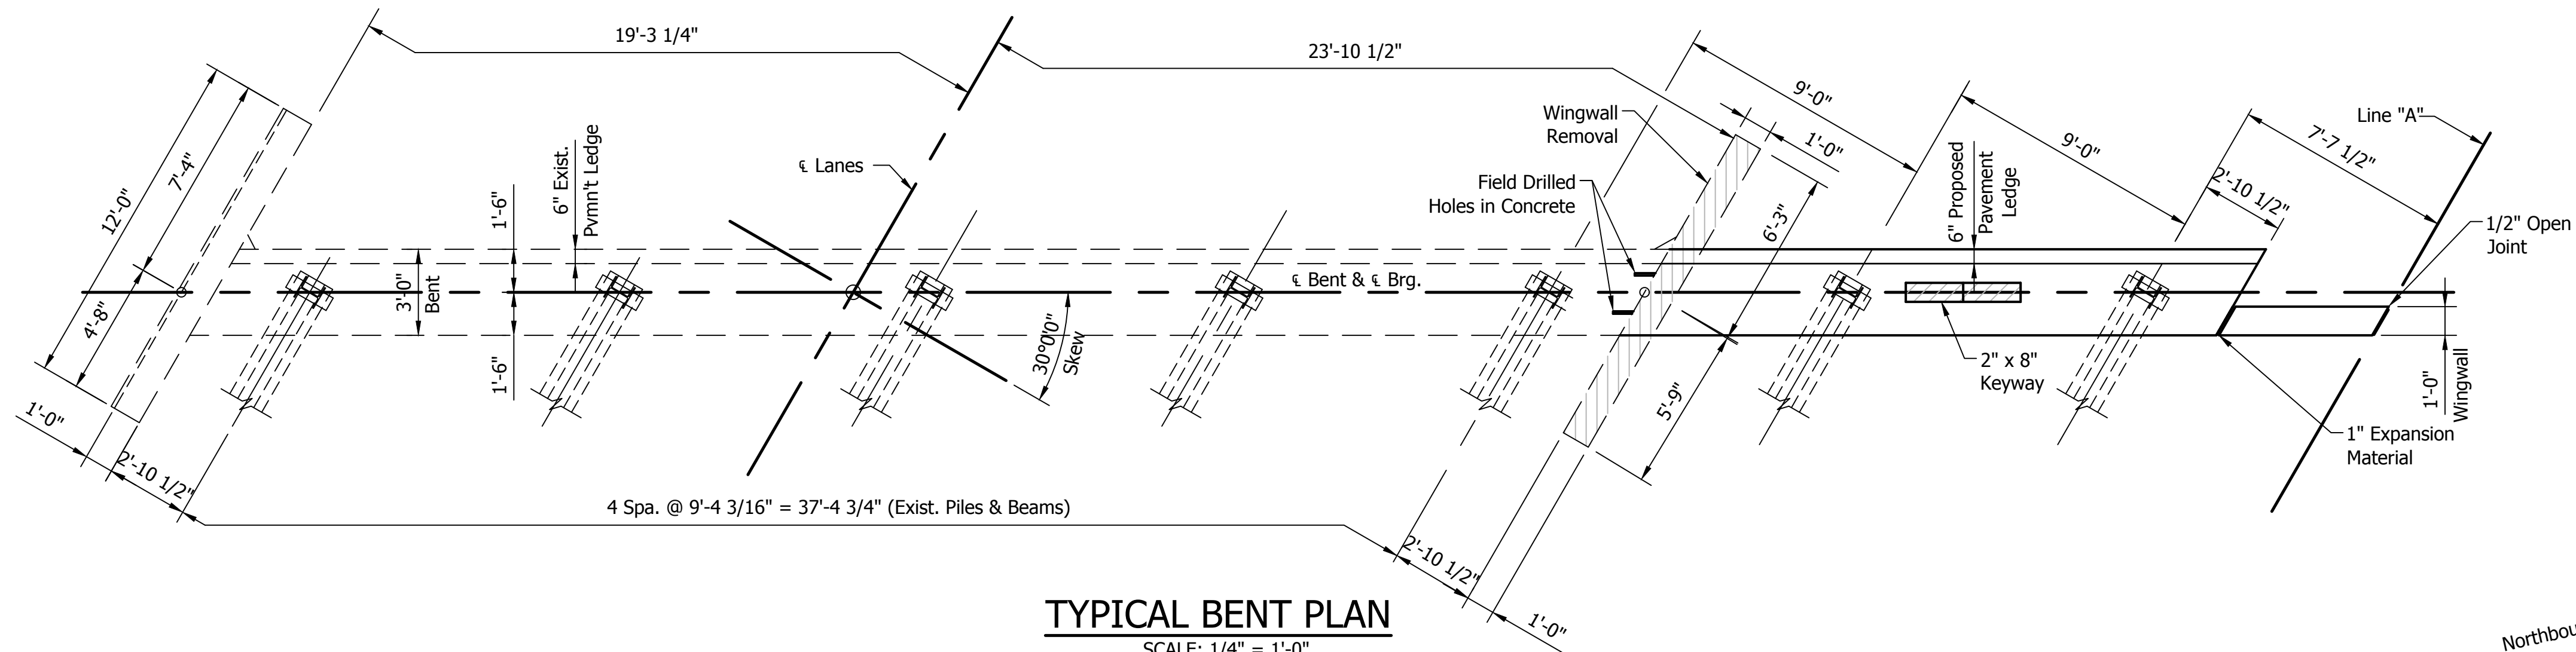 19'-3 1/4"
23'-10 1/2"
9'-0"
1'-0"
9'-0"
7'-7 1/2"
2'-10 1/2"
Line "A"
1/2" Open
Joint
12'-0"
7'-4"
4'-8"
1'-0"
2'-10 1/2"
3'-0"
Bent
1'-6"
1'-6"
6" Exist.
Pvmn't Ledge
℄ Lanes
30°0'0"
Skew
℄ Bent & ℄ Brg.
Wingwall
Removal
Field Drilled
Holes in Concrete
6'-3"
5'-9"
6" Proposed
Pavement
Ledge
2" x 8"
Keyway
1'-0"
Wingwall
1" Expansion
Material
4 Spa. @ 9'-4 3/16" = 37'-4 3/4" (Exist. Piles & Beams)
2'-10 1/2"
1'-0"
TYPICAL BENT PLAN
SCALE: 1/4" = 1'-0"